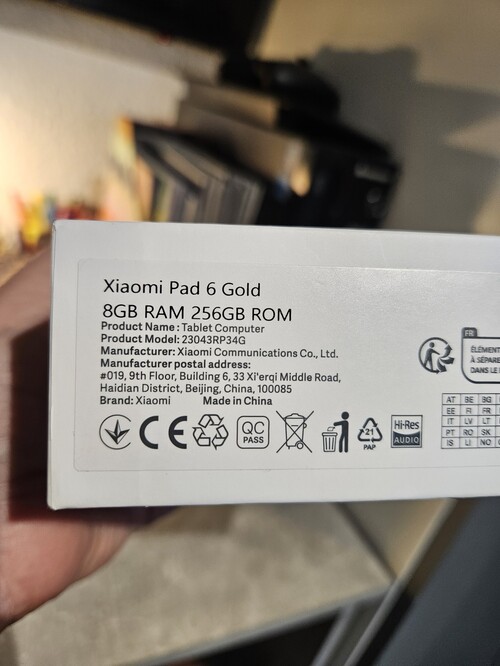 Xiaomi Pad 6 Gold
8GB RAM 256GB ROM
Product Name : Tablet Computer
Product Model: 23043RP34G
Manufacturer: Xiaomi Communications Co., Ltd.
Manufacturer postal address:
#019, 9th Floor, Building 6, 33 Xi'erqi Middle Road,
Haidian District, Beijing, China, 100085
Brand: Xiaomi Made in China
CE
QC
PASS
21
PAP
Hi-Res
AUDIO
FR
ÉLÉMENT
DANS LE
AT BE BG
EE FI FR
IT LV LT
PT RO SK
IS LI NO